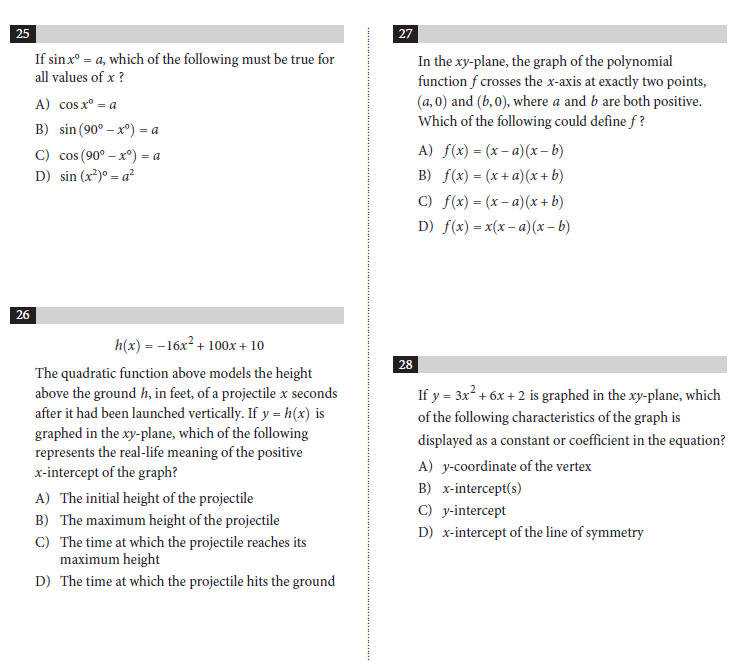 25
If sin x° = a, which of the following must be true for
all values of x ?
A) cos x° = a
B) sin (90° – x°) = a
C) cos (90° – x°) = a
D) sin (x²)° = a²
26
h(x) = –16x² + 100x + 10
The quadratic function above models the height
above the ground h, in feet, of a projectile x seconds
after it had been launched vertically. If y = h(x) is
graphed in the xy-plane, which of the following
represents the real-life meaning of the positive
x-intercept of the graph?
A) The initial height of the projectile
B) The maximum height of the projectile
C) The time at which the projectile reaches its
maximum height
D) The time at which the projectile hits the ground
27
In the xy-plane, the graph of the polynomial
function f crosses the x-axis at exactly two points,
(a, 0) and (b, 0), where a and b are both positive.
Which of the following could define f ?
A) f(x) = (x – a)(x – b)
B) f(x) = (x + a)(x + b)
C) f(x) = (x – a)(x + b)
D) f(x) = x(x – a)(x – b)
28
If y = 3x² + 6x + 2 is graphed in the xy-plane, which
of the following characteristics of the graph is
displayed as a constant or coefficient in the equation?
A) y-coordinate of the vertex
B) x-intercept(s)
C) y-intercept
D) x-intercept of the line of symmetry